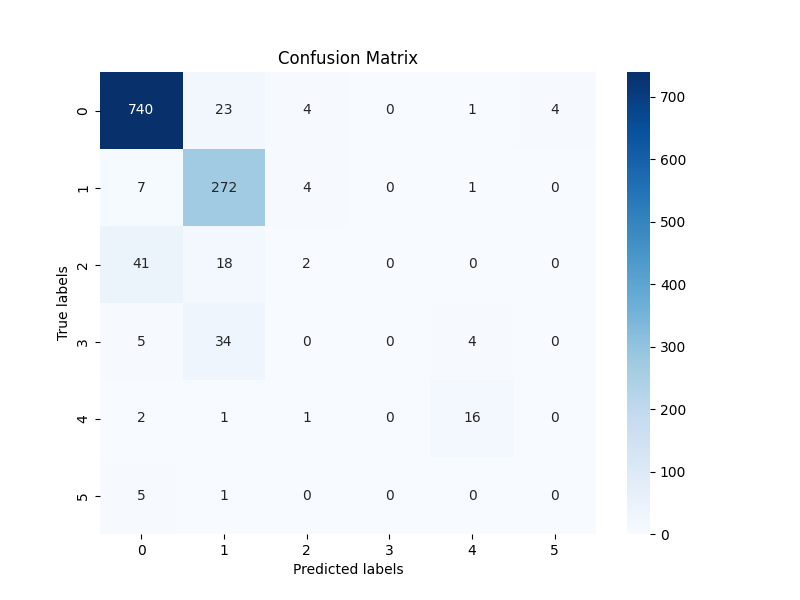 Confusion Matrix
0 740 23 4 0 1 4
1 7 272 4 0 1 0
2 41 18 2 0 0 0
3 5 34 0 0 4 0
4 2 1 1 0 16 0
5 5 1 0 0 0 0
0 1 2 3 4 5
Predicted labels
True labels
700
600
500
400
300
200
100
0